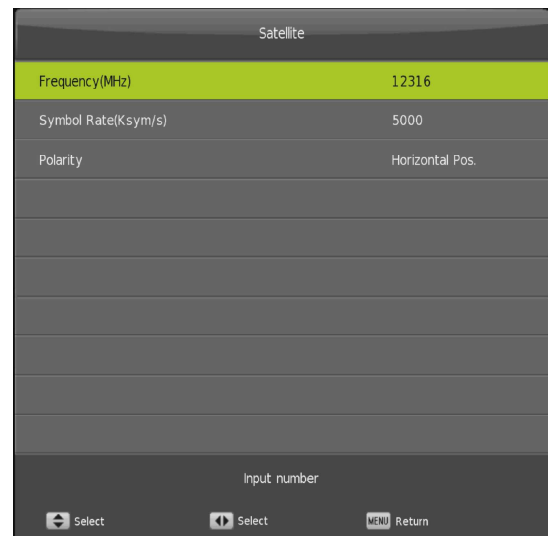 Satellite
Frequency(MHz) 12316
Symbol Rate(Ksym/s) 5000
Polarity Horizontal Pos.
Input number
Select Select MENU Return